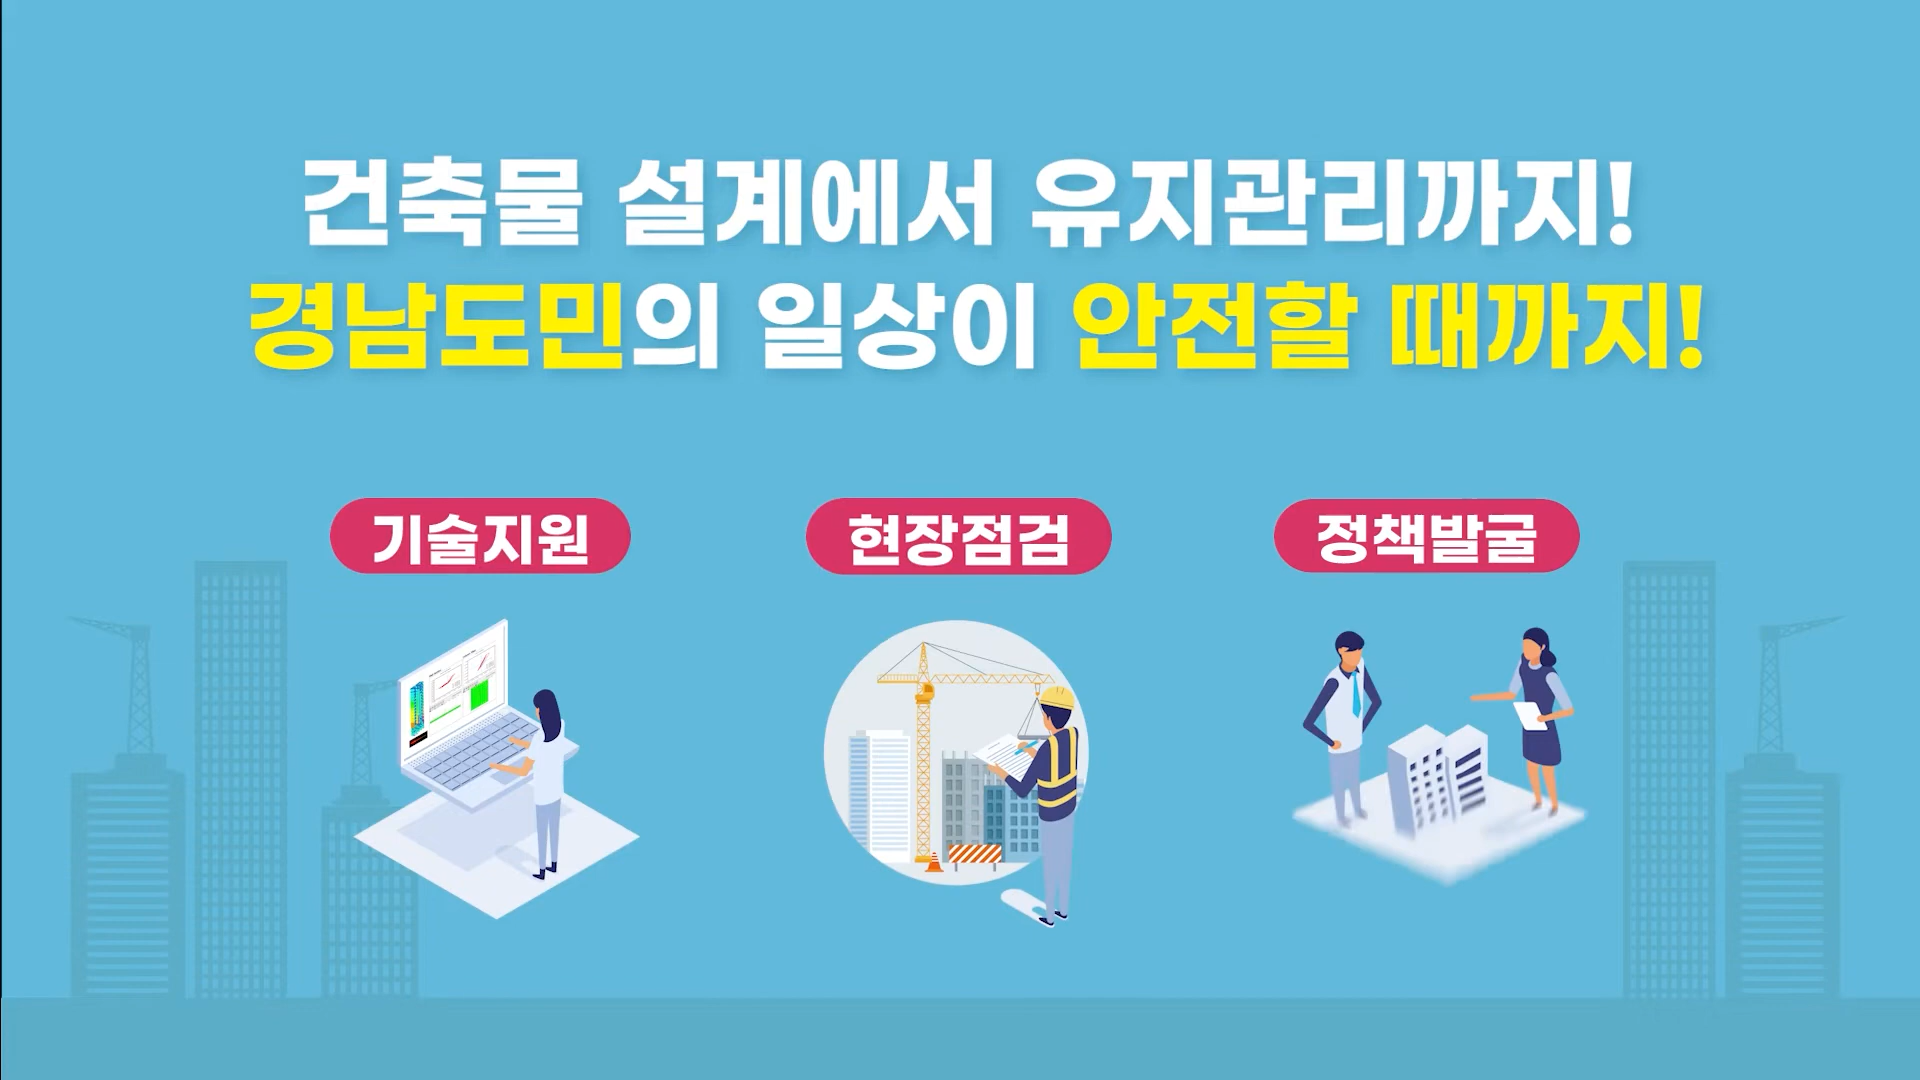 건축물 설계에서 유지관리까지!
경남도민의 일상이 안전할 때까지!
기술지원
현장점검
정책발굴